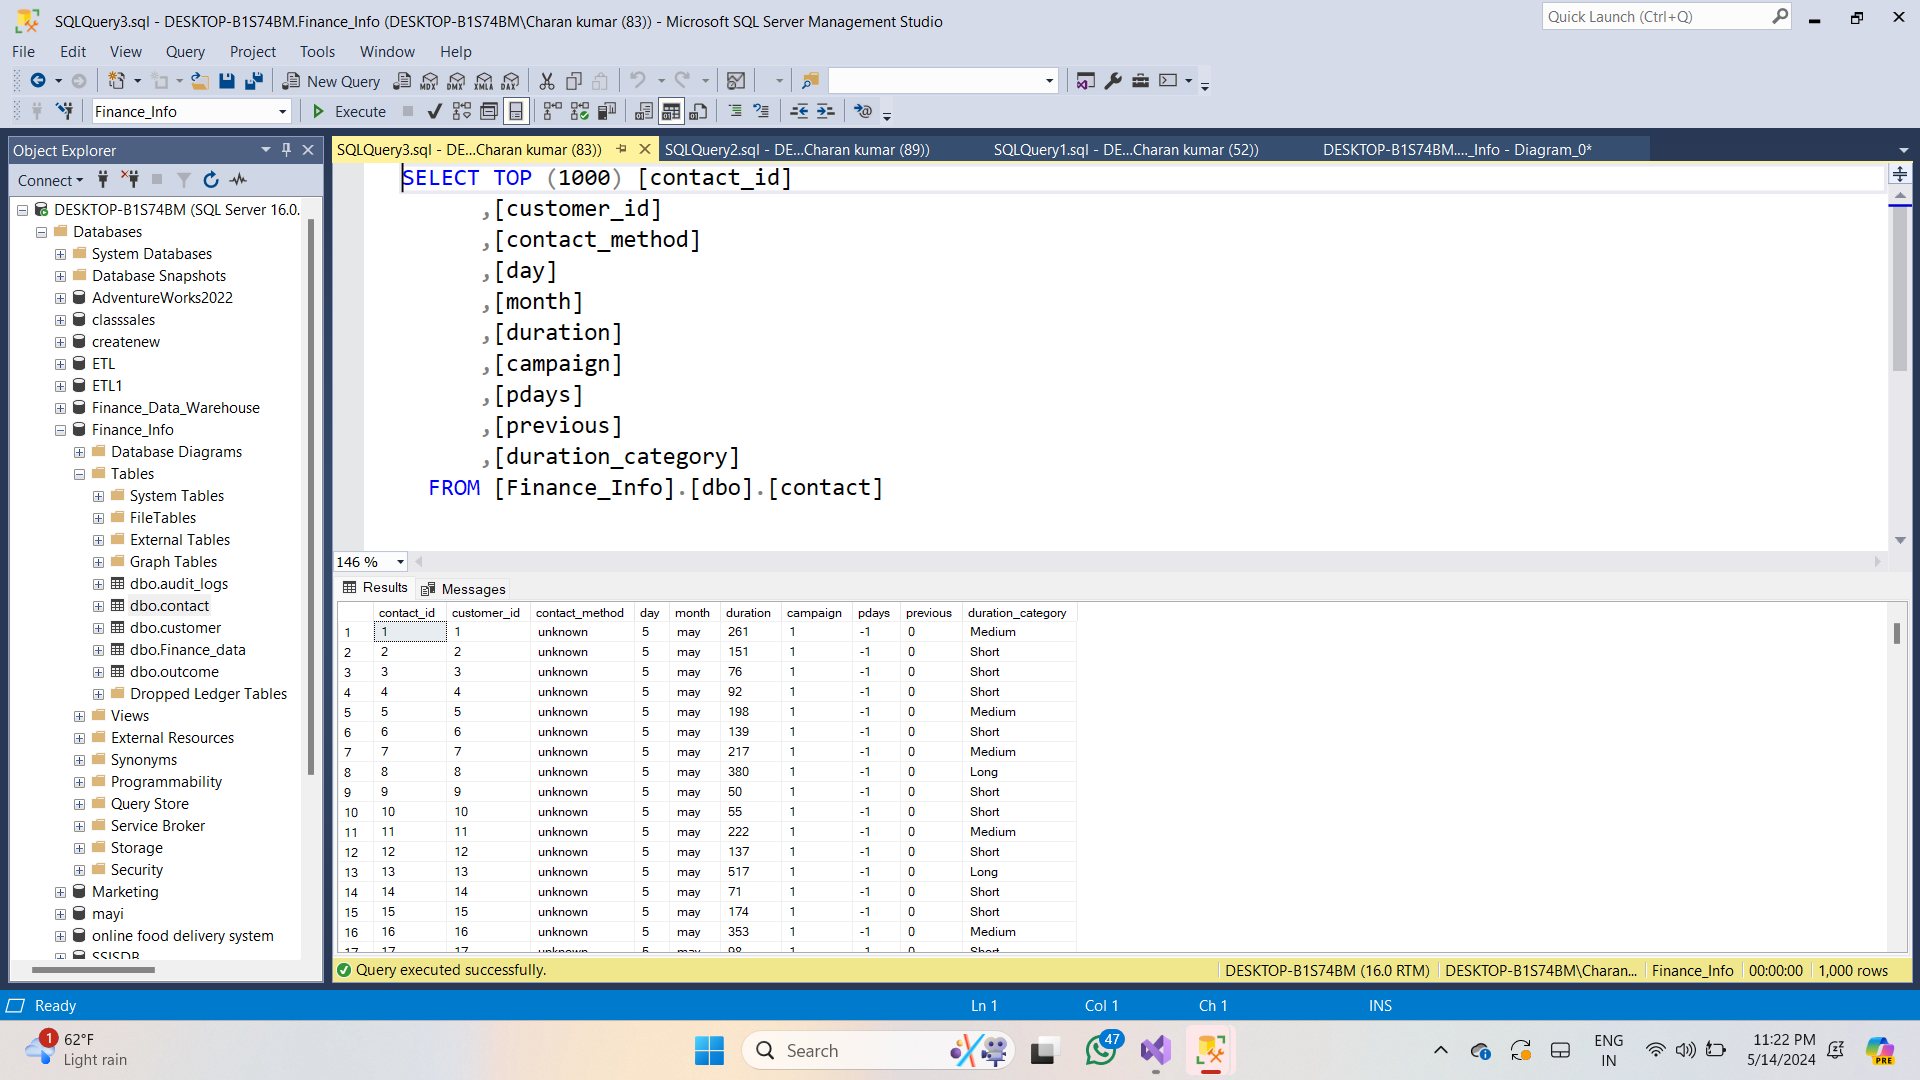 SQLQuery3.sql - DESKTOP-B1S74BM.Finance_Info (DESKTOP-B1S74BM\Charan kumar (83)) - Microsoft SQL Server Management Studio
Quick Launch (Ctrl+Q)
File Edit View Query Project Tools Window Help
New Query MDX DMX XMLA DAX
Finance_Info Execute
Object Explorer
Connect
DESKTOP-B1S74BM (SQL Server 16.0.
Databases
System Databases
Database Snapshots
AdventureWorks2022
classsales
createnew
ETL
ETL1
Finance_Data_Warehouse
Finance_Info
Database Diagrams
Tables
System Tables
FileTables
External Tables
Graph Tables
dbo.audit_logs
dbo.contact
dbo.customer
dbo.Finance_data
dbo.outcome
Dropped Ledger Tables
Views
External Resources
Synonyms
Programmability
Query Store
Service Broker
Storage
Security
Marketing
mayi
online food delivery system
SSISDB
SQLQuery3.sql - DE...Charan kumar (83)) SQLQuery2.sql - DE...Charan kumar (89)) SQLQuery1.sql - DE...Charan kumar (52)) DESKTOP-B1S74BM...._Info - Diagram_0*
SELECT TOP (1000) [contact_id]
,[customer_id]
,[contact_method]
,[day]
,[month]
,[duration]
,[campaign]
,[pdays]
,[previous]
,[duration_category]
FROM [Finance_Info].[dbo].[contact]
146 %
Results Messages
contact_id customer_id contact_method day month duration campaign pdays previous duration_category
1 1 1 unknown 5 may 261 1 -1 0 Medium
2 2 2 unknown 5 may 151 1 -1 0 Short
3 3 3 unknown 5 may 76 1 -1 0 Short
4 4 4 unknown 5 may 92 1 -1 0 Short
5 5 5 unknown 5 may 198 1 -1 0 Medium
6 6 6 unknown 5 may 139 1 -1 0 Short
7 7 7 unknown 5 may 217 1 -1 0 Medium
8 8 8 unknown 5 may 380 1 -1 0 Long
9 9 9 unknown 5 may 50 1 -1 0 Short
10 10 10 unknown 5 may 55 1 -1 0 Short
11 11 11 unknown 5 may 222 1 -1 0 Medium
12 12 12 unknown 5 may 137 1 -1 0 Short
13 13 13 unknown 5 may 517 1 -1 0 Long
14 14 14 unknown 5 may 71 1 -1 0 Short
15 15 15 unknown 5 may 174 1 -1 0 Short
16 16 16 unknown 5 may 353 1 -1 0 Medium
17 17 17 unknown 5 may 98 1 -1 0 Short
Query executed successfully. DESKTOP-B1S74BM (16.0 RTM) DESKTOP-B1S74BM\Charan... Finance_Info 00:00:00 1,000 rows
Ready Ln 1 Col 1 Ch 1 INS
1 62°F
Light rain
Search
47
ENG
IN
11:22 PM
5/14/2024
PRE